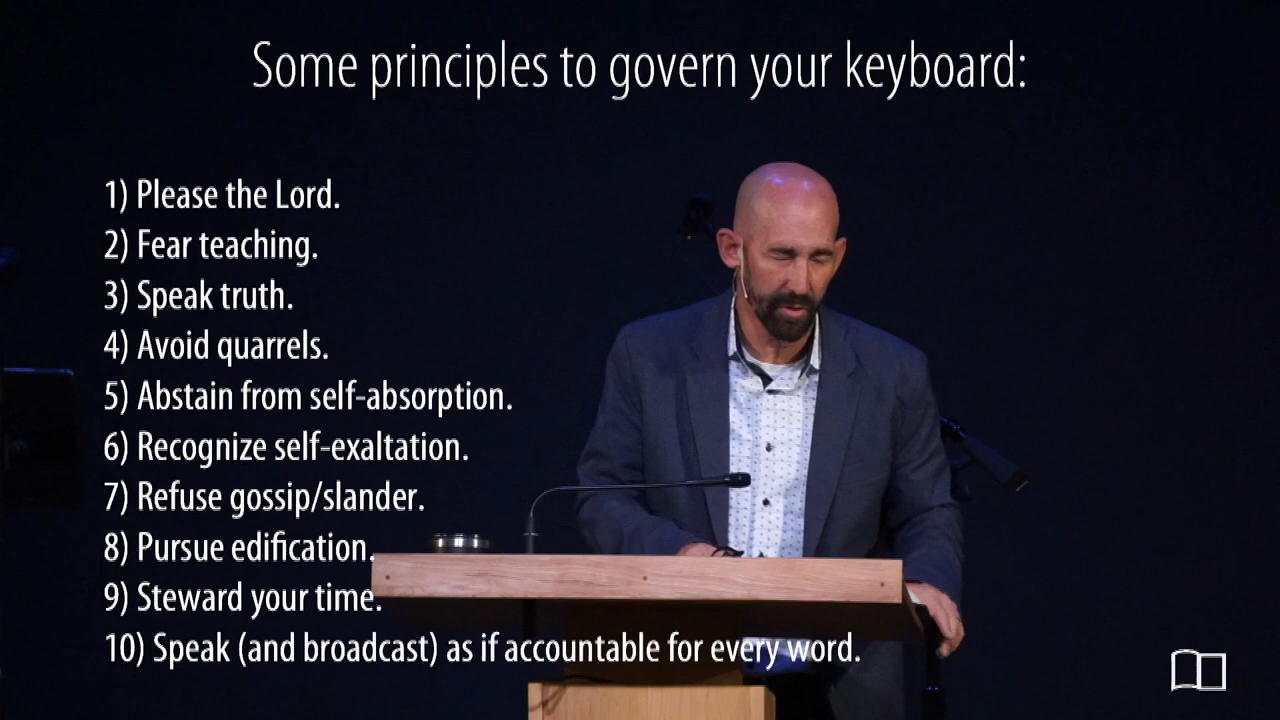 Some principles to govern your keyboard:
1) Please the Lord.
2) Fear teaching.
3) Speak truth.
4) Avoid quarrels.
5) Abstain from self-absorption.
6) Recognize self-exaltation.
7) Refuse gossip/slander.
8) Pursue edification.
9) Steward your time.
10) Speak (and broadcast) as if accountable for every word.